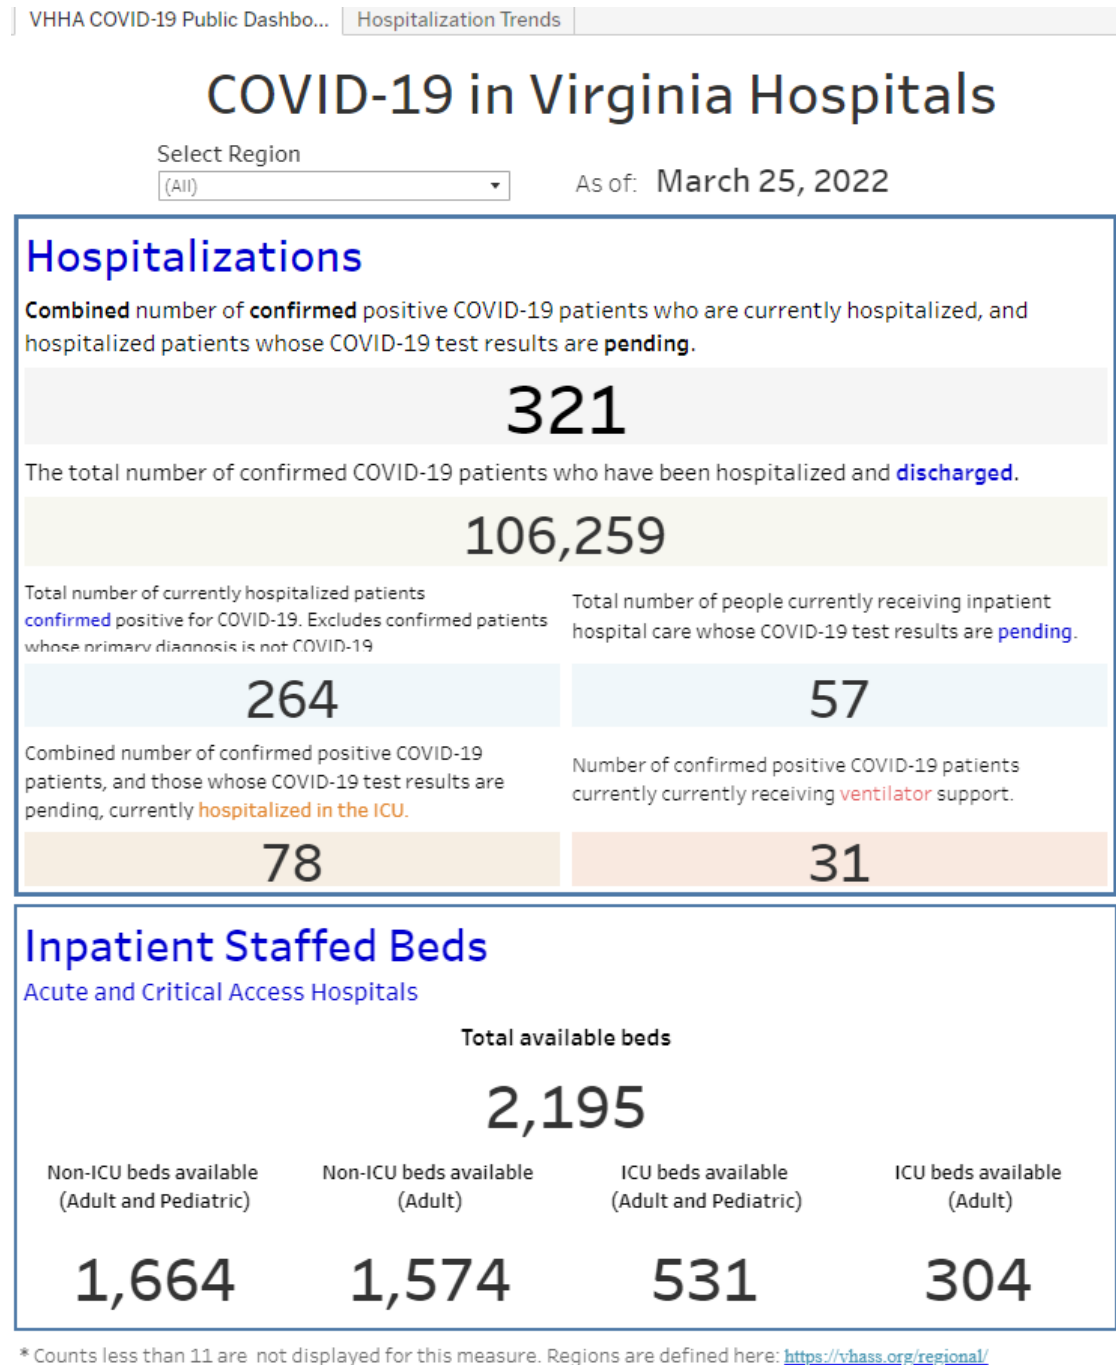 VHHA COVID-19 Public Dashbo... Hospitalization Trends
COVID-19 in Virginia Hospitals
Select Region
(All)
As of: March 25, 2022
Hospitalizations
Combined number of confirmed positive COVID-19 patients who are currently hospitalized, and
hospitalized patients whose COVID-19 test results are pending.
321
The total number of confirmed COVID-19 patients who have been hospitalized and discharged.
106,259
Total number of currently hospitalized patients
confirmed positive for COVID-19. Excludes confirmed patients
whose primary diagnosis is not COVID-19
264
Total number of people currently receiving inpatient
hospital care whose COVID-19 test results are pending.
57
Combined number of confirmed positive COVID-19
patients, and those whose COVID-19 test results are
pending, currently hospitalized in the ICU.
78
Number of confirmed positive COVID-19 patients
currently currently receiving ventilator support.
31
Inpatient Staffed Beds
Acute and Critical Access Hospitals
Total available beds
2,195
Non-ICU beds available
(Adult and Pediatric)
1,664
Non-ICU beds available
(Adult)
1,574
ICU beds available
(Adult and Pediatric)
531
ICU beds available
(Adult)
304
* Counts less than 11 are not displayed for this measure. Regions are defined here: https://vhass.org/regional/